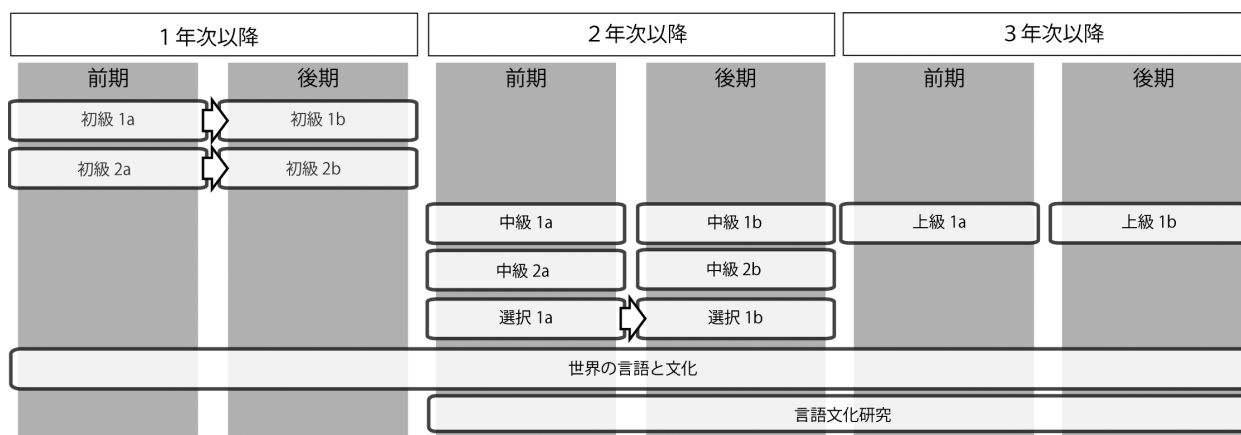 1年次以降
2年次以降
3年次以降
前期
後期
前期
後期
前期
後期
初級 1a
初級 1b
初級 2a
初級 2b
中級 1a
中級 1b
上級 1a
上級 1b
中級 2a
中級 2b
選択 1a
選択 1b
世界の言語と文化
言語文化研究